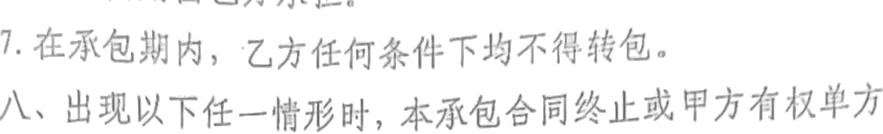 7. 在承包期内，乙方任何条件下均不得转包。
八、出现以下任一情形时，本承包合同终止或甲方有权单方